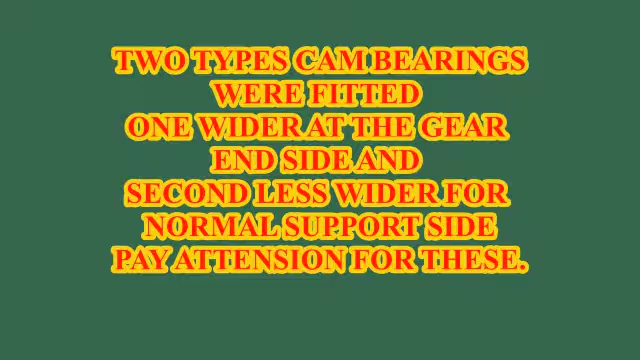 TWO TYPES CAM BEARINGS
WERE FITTED
ONE WIDER AT THE GEAR
END SIDE AND
SECOND LESS WIDER FOR
NORMAL SUPPORT SIDE
PAY ATTENSION FOR THESE.